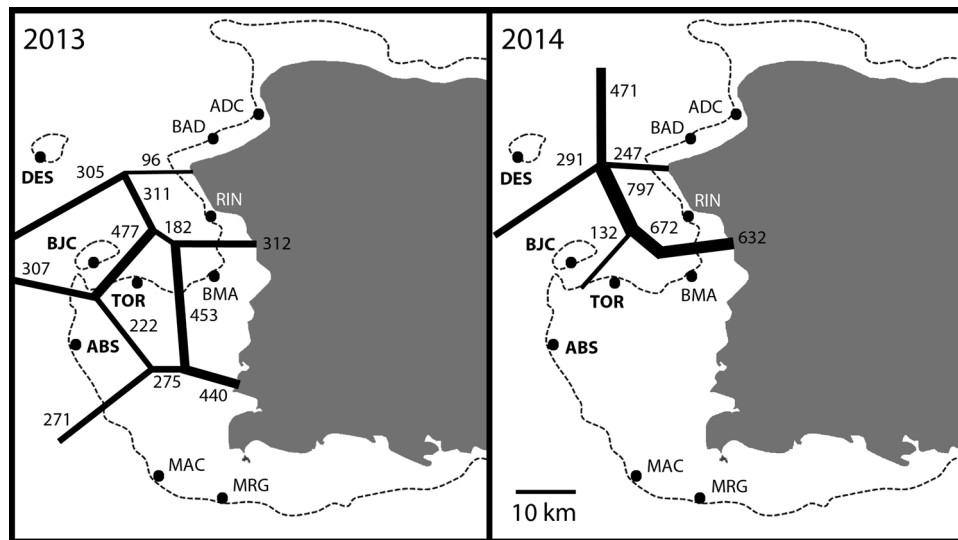 2013
ADC
BAD
DES
305
96
311
RIN
477
182
BJC
312
307
TOR
BMA
453
222
ABS
275
440
271
MAC
MRG
2014
471
ADC
BAD
291
247
DES
797
RIN
132
672
BJC
632
TOR
BMA
ABS
MAC
MRG
10 km